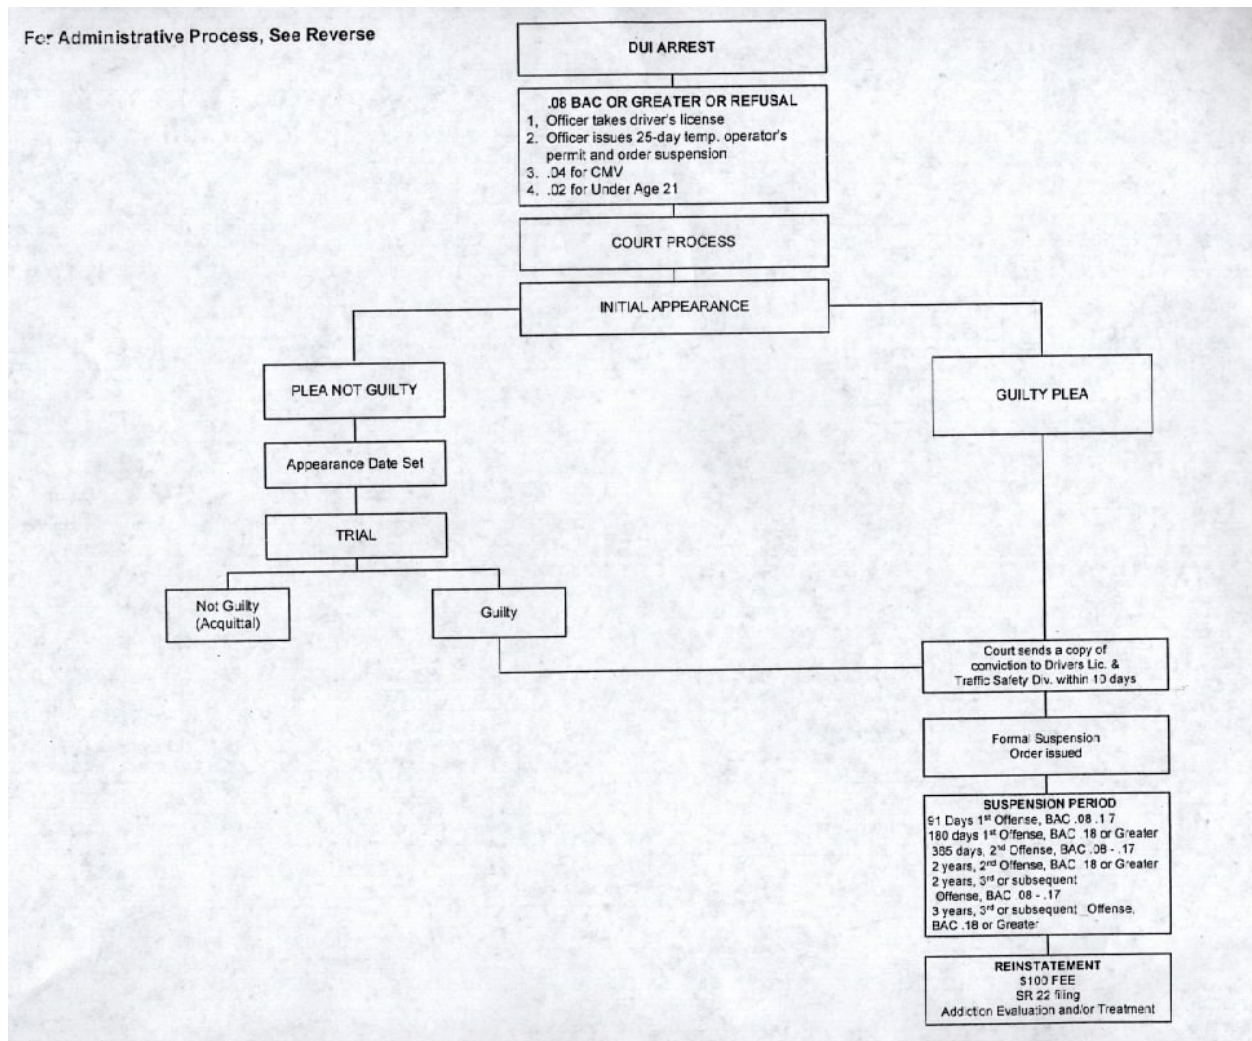 For Administrative Process, See Reverse
DUI ARREST
.08 BAC OR GREATER OR REFUSAL
1. Officer takes driver's license
2. Officer issues 25-day temp. operator's
permit and order suspension
3. .04 for CMV
4. .02 for Under Age 21
COURT PROCESS
INITIAL APPEARANCE
PLEA NOT GUILTY
GUILTY PLEA
Appearance Date Set
TRIAL
Not Guilty
(Acquittal)
Guilty
Court sends a copy of
conviction to Drivers Lic. &
Traffic Safety Div. within 10 days
Formal Suspension
Order issued
SUSPENSION PERIOD
91 Days 1st Offense, BAC .08 .17
180 days 1st Offense, BAC .18 or Greater
365 days, 2nd Offense, BAC .08 - .17
2 years, 2nd Offense, BAC .18 or Greater
2 years, 3rd or subsequent
Offense, BAC .08 - .17
3 years, 3rd or subsequent Offense,
BAC .18 or Greater
REINSTATEMENT
$100 FEE
SR 22 filing
Addiction Evaluation and/or Treatment